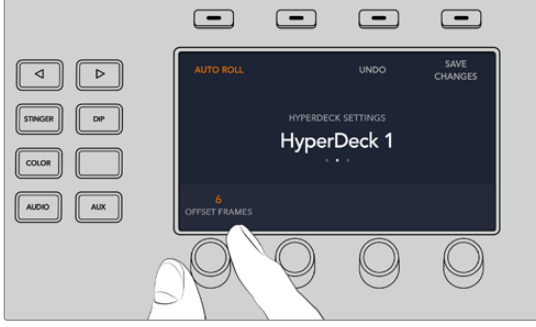 AUTO ROLL
UNDO
SAVE
CHANGES
STINGER
DIP
HYPERDECK SETTINGS
HyperDeck 1
COLOR
AUDIO
AUX
6
OFFSET FRAMES